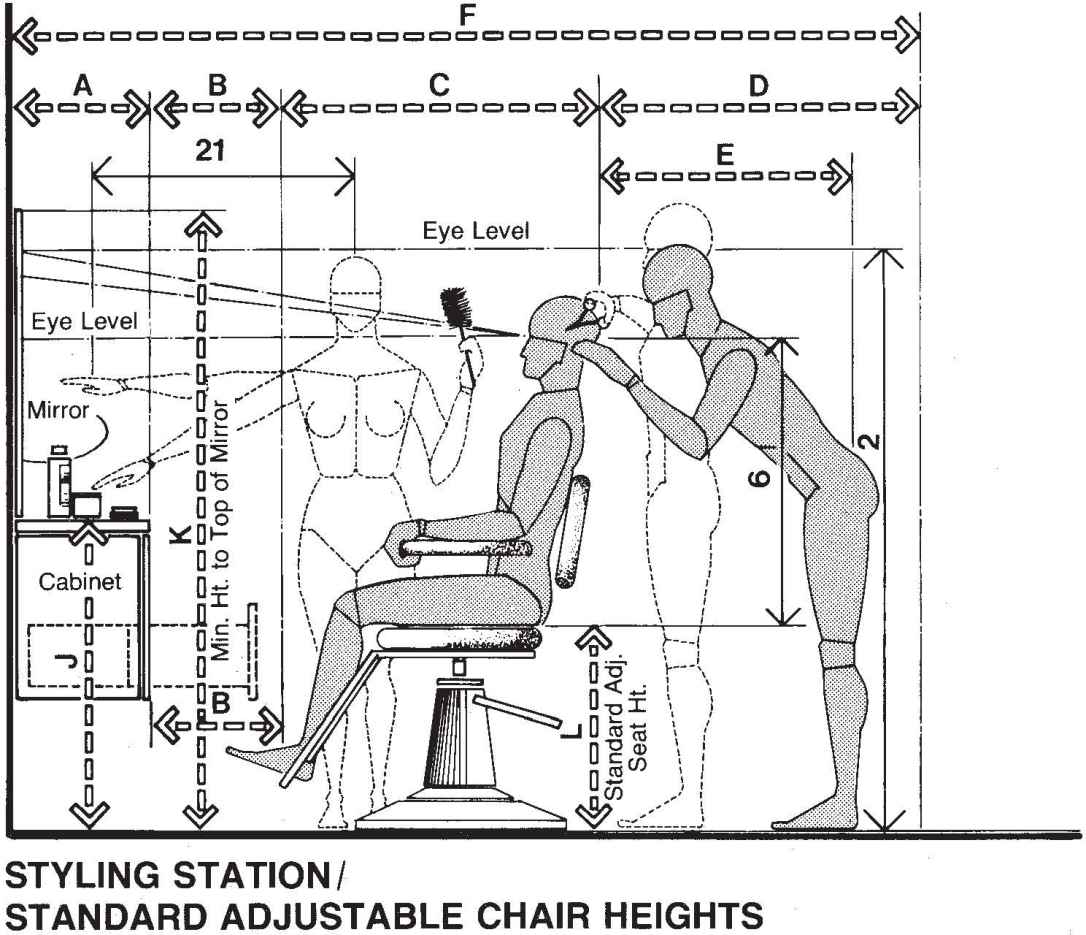 F
A
B
C
D
21
E
Eye Level
Eye Level
Mirror
K
Min. Ht. to Top of Mirror
6
2
Cabinet
J
B
L
Standard Adj.
Seat Ht.
STYLING STATION/
STANDARD ADJUSTABLE CHAIR HEIGHTS